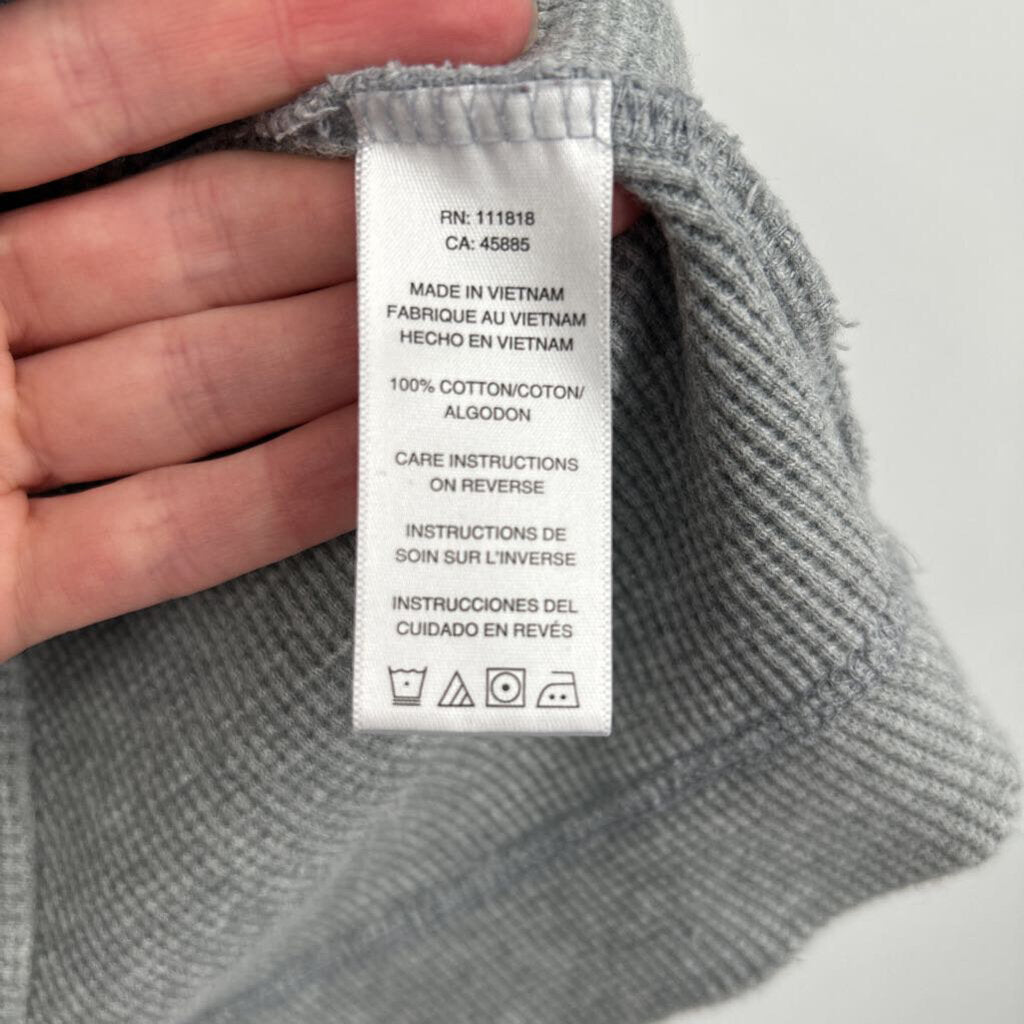 RN: 111818
CA: 45885
MADE IN VIETNAM
FABRIQUE AU VIETNAM
HECHO EN VIETNAM
100% COTTON/COTON/
ALGODON
CARE INSTRUCTIONS
ON REVERSE
INSTRUCTIONS DE
SOIN SUR L'INVERSE
INSTRUCCIONES DEL
CUIDADO EN REVÉS